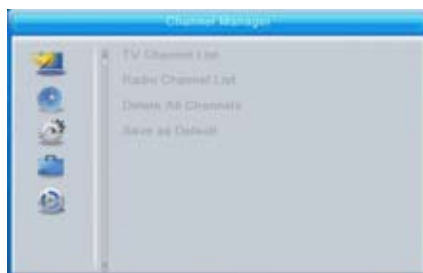 Channel Manager
TV Channel List
Radio Channel List
Delete All Channels
Save as Default